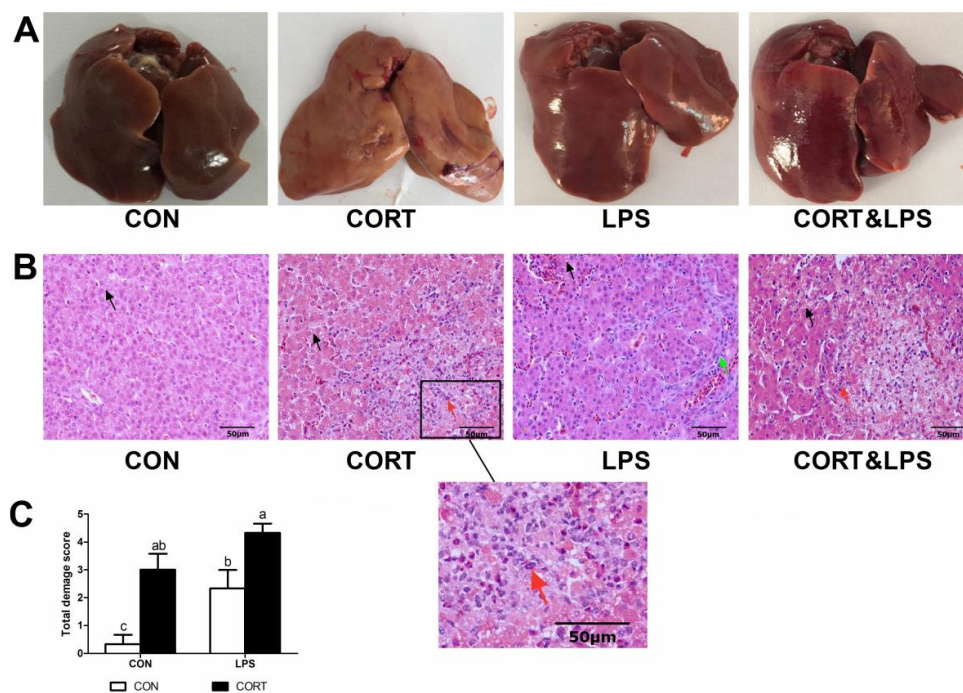 A
CON
CORT
LPS
CORT&LPS
B
50μm
50μm
50μm
50μm
CON
CORT
LPS
CORT&LPS
C
Total demage score
5
4
3
2
1
0
c
ab
b
a
CON
LPS
CON
CORT
50μm